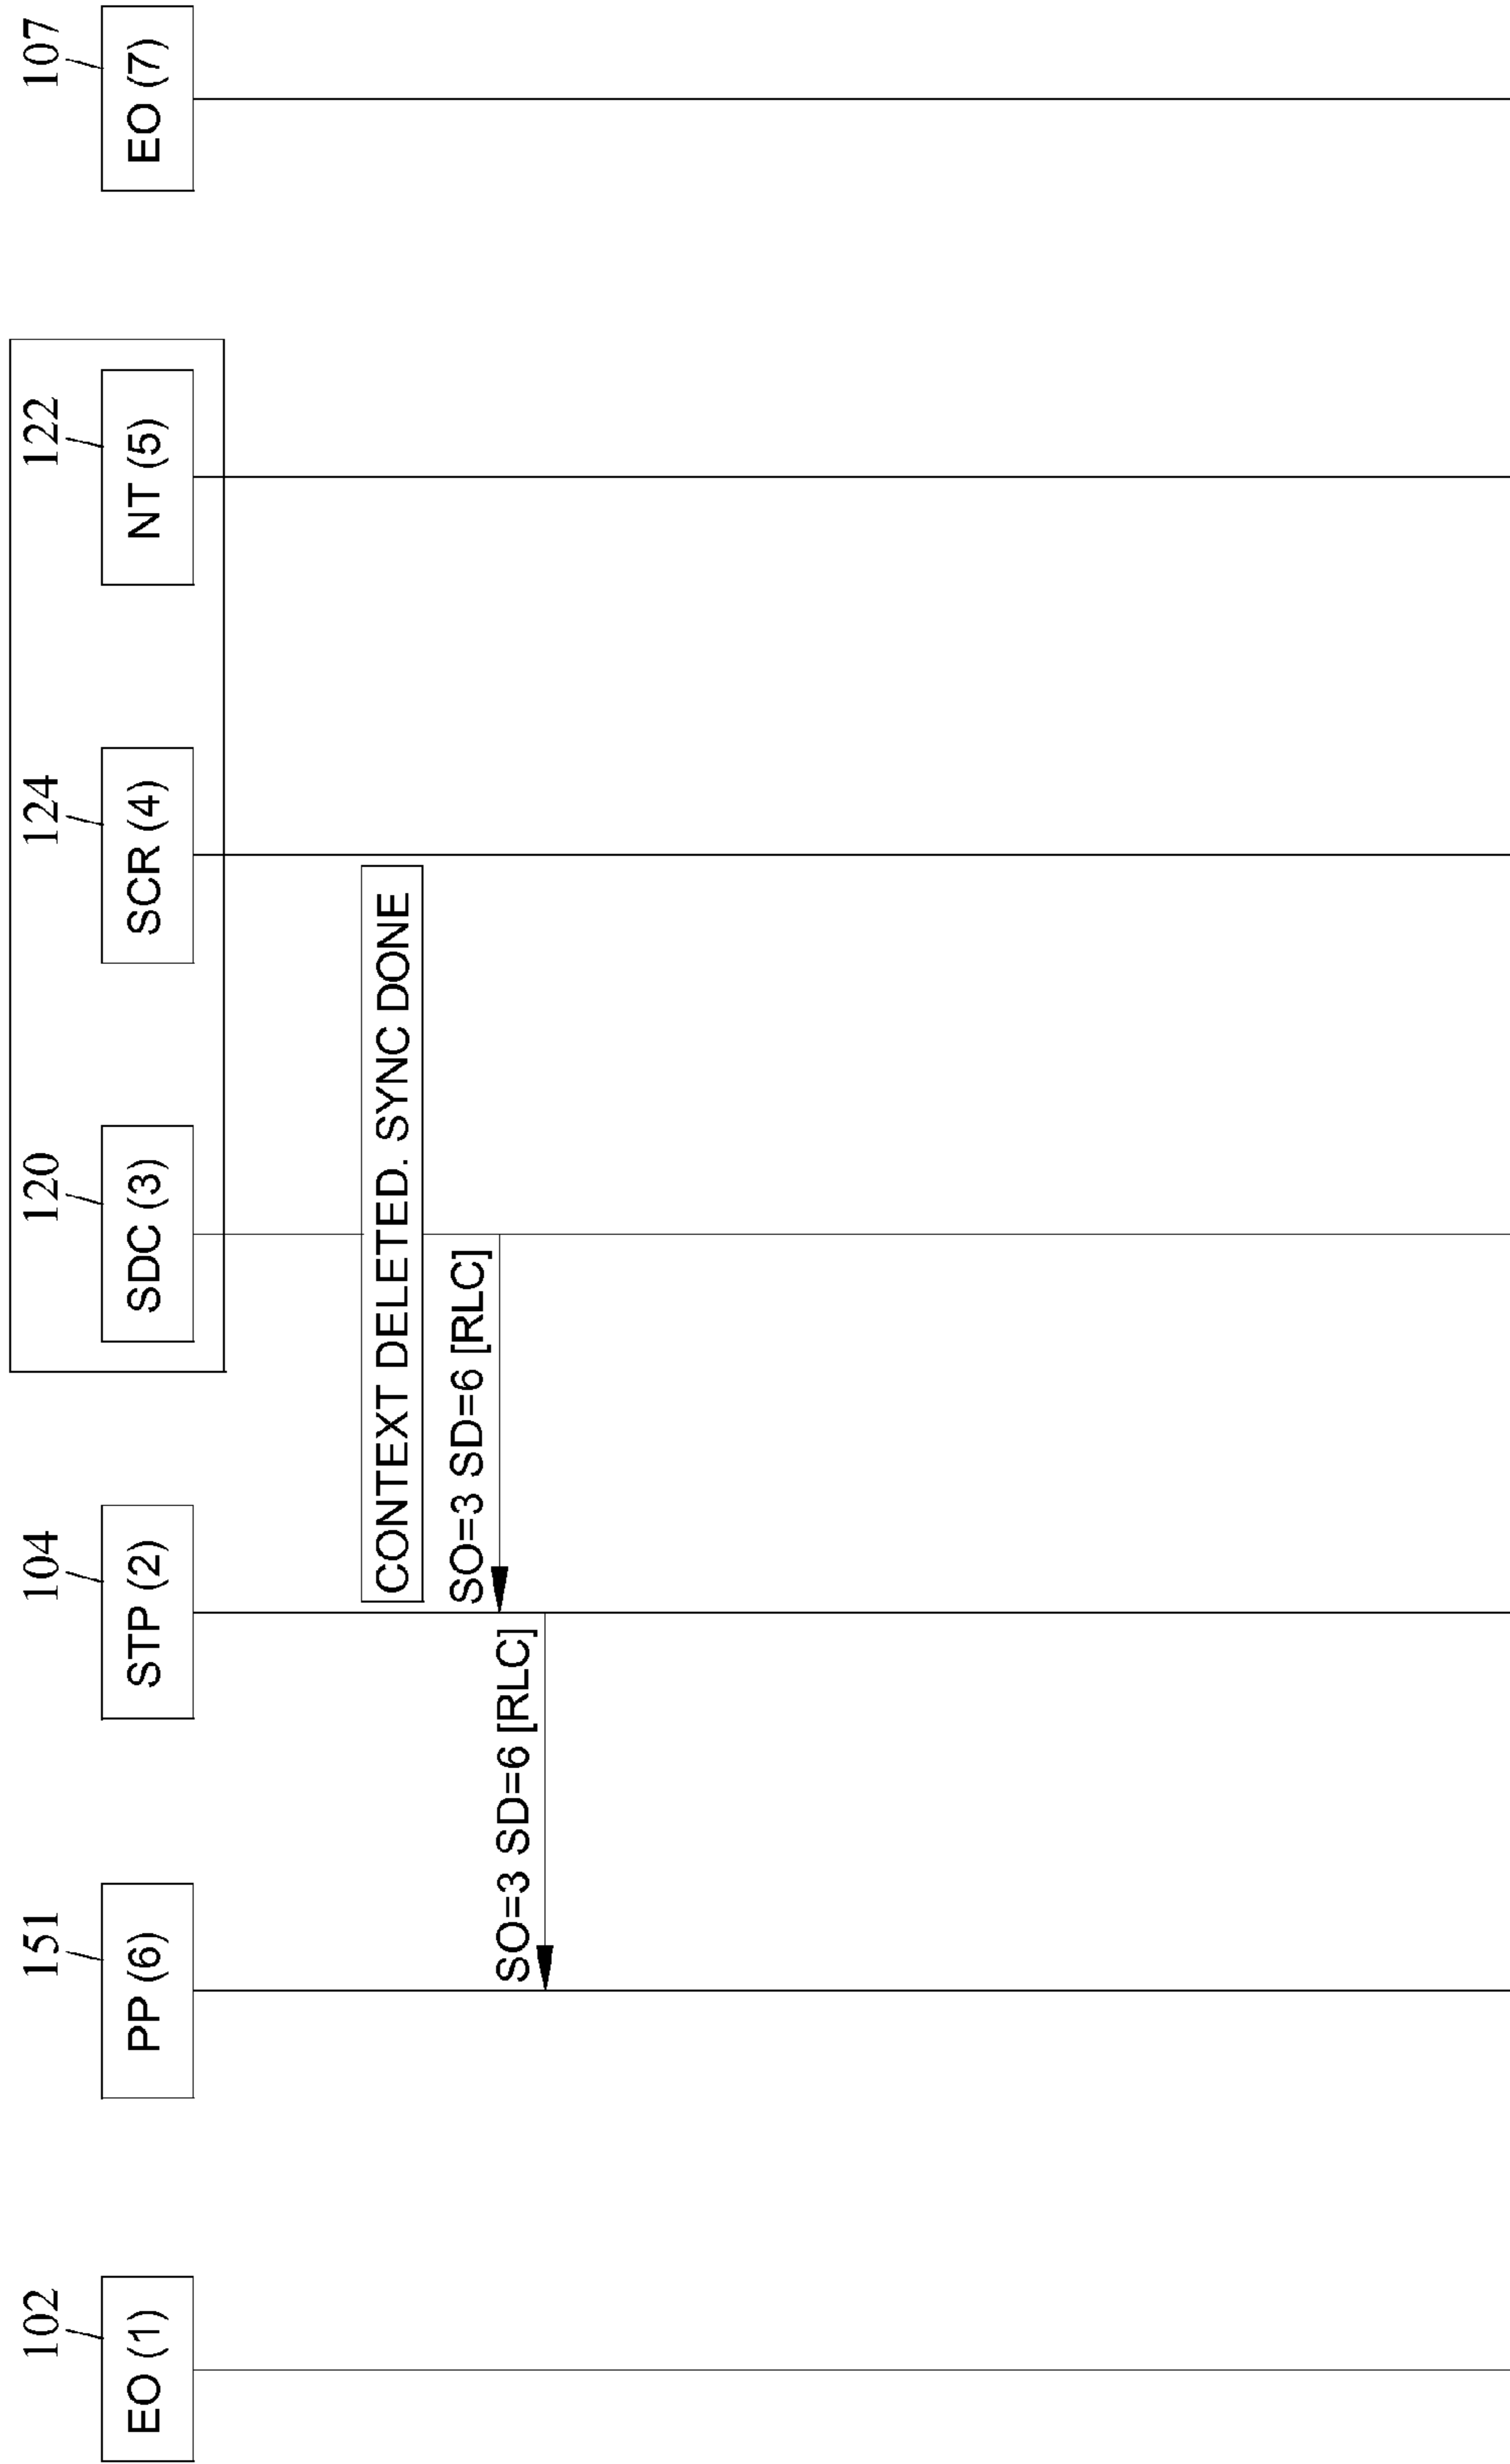 102
151
104
120
124
122
107
EO (1)
PP (6)
STP (2)
SDC (3)
SCR (4)
NT (5)
EO (7)
CONTEXT DELETED. SYNC DONE
SO=3 SD=6 [RLC]
SO=3 SD=6 [RLC]